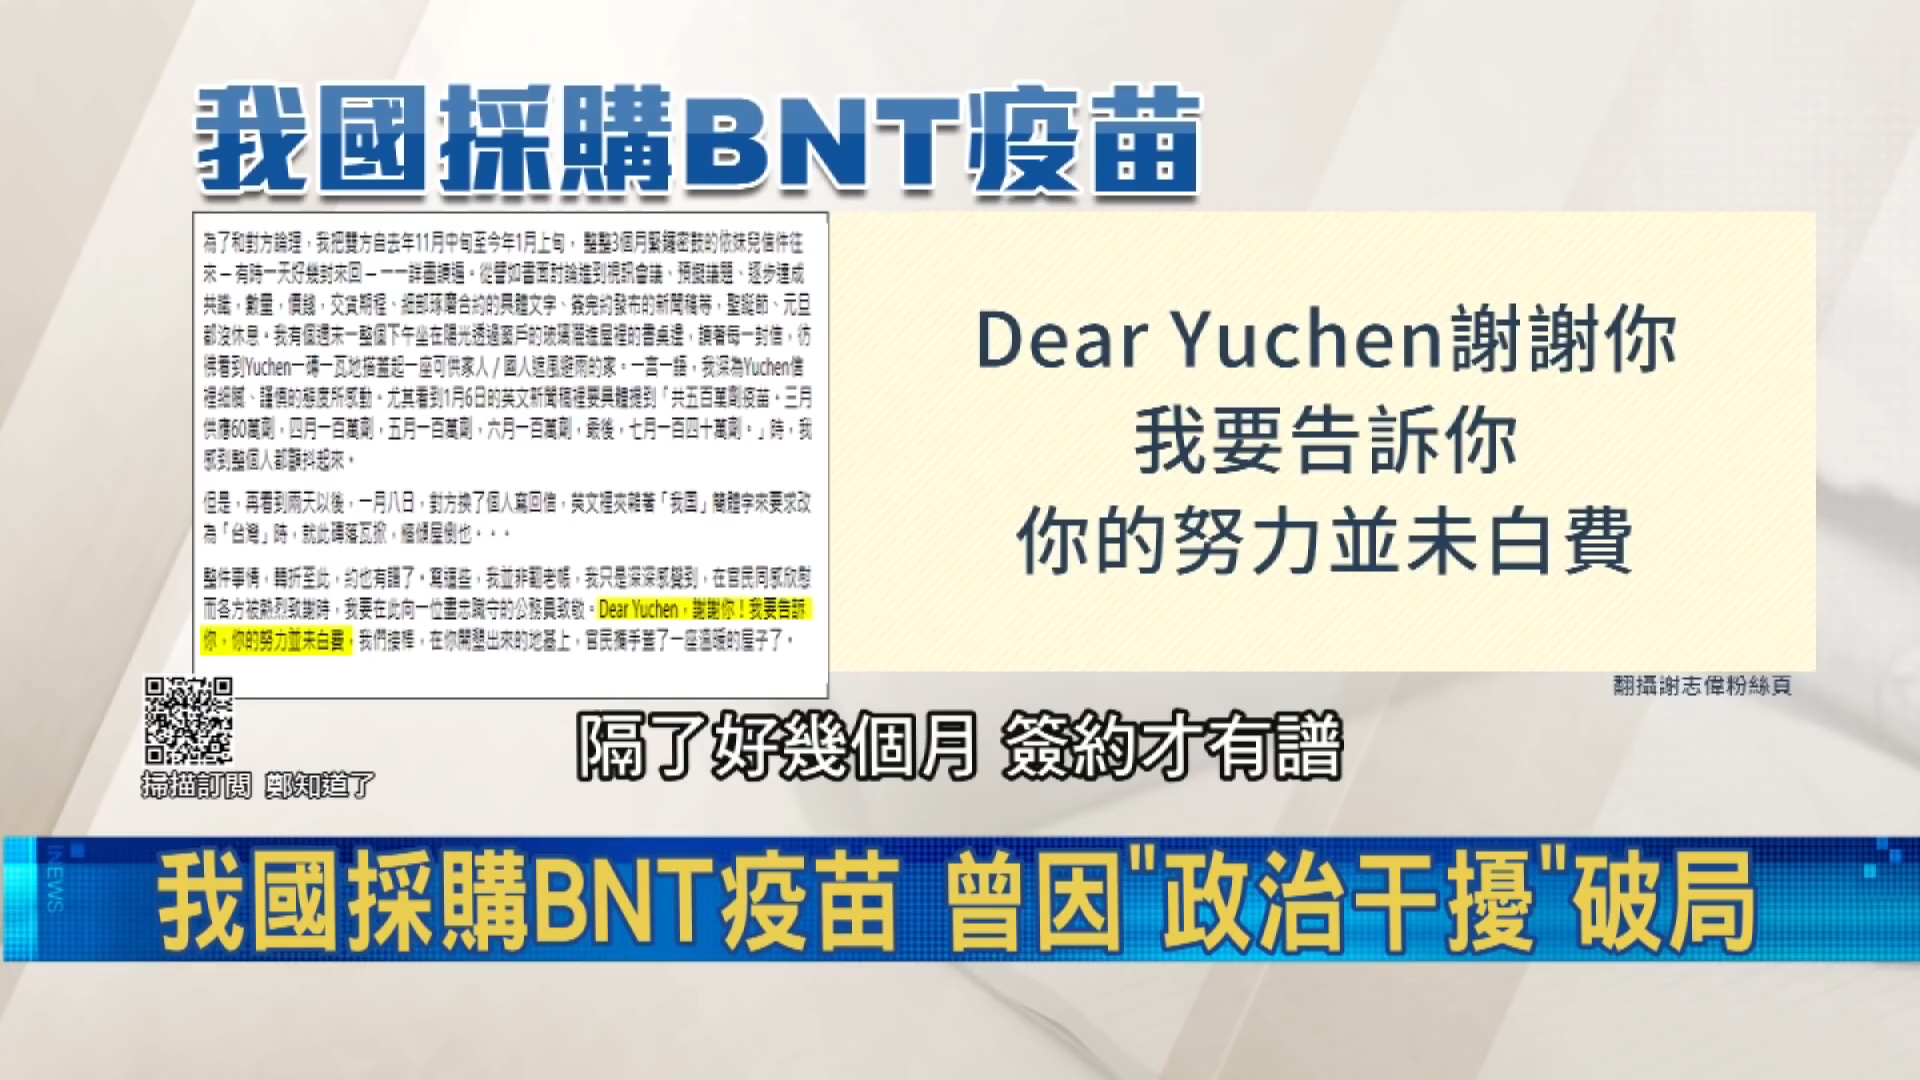 我國採購BNT疫苗
為了和對方論理，我把雙方自去年11月中旬至今年1月上旬， 整整3個月緊鑼密鼓的依妹兒信件往
來 – 有時一天好幾封來回 – 一一詳盡讀過。從譬如書面討論進到視訊會議、預擬議題、逐步達成
共識，數量，價錢，交貨期程、細部琢磨合約的具體文字、簽完約發布的新聞稿等，聖誕節、元旦
都沒休息。我有個週末一整個下午坐在陽光透過窗戶的玻璃灑進屋裡的書桌邊，讀著每一封信，彷
彿看到Yuchen一磚一瓦地搭蓋起一座可供家人 / 國人遮風避雨的家。一言一語，我深為Yuchen信
裡細膩、謹慎的態度所感動。尤其看到1月6日的英文新聞稿裡要具體提到「共五百萬劑疫苗。三月
供應60萬劑，四月一百萬劑，五月一百萬劑，六月一百萬劑，最後，七月一百四十萬劑。」時，我
感到整個人都顫抖起來。
但是，再看到兩天以後，一月八日，對方換了個人寫回信，英文裡夾雜著「我国」簡體字來要求改
為「台灣」時，就此磚落瓦掀，樑傾屋倒也。。。
整件事情，轉折至此，約也有譜了。寫這些，我並非翻老帳，我只是深深感覺到，在官民同感欣慰
而各方被熱烈致謝時，我要在此向一位盡忠職守的公務員致敬。Dear Yuchen，謝謝你！我要告訴
你，你的努力並未白費，我們接棒，在你開墾出來的地基上，官民攜手蓋了一座溫暖的屋子了。
Dear Yuchen謝謝你
我要告訴你
你的努力並未白費
翻攝謝志偉粉絲頁
隔了好幾個月 簽約才有譜
掃描訂閱 鄭知道了
INEWS
我國採購BNT疫苗 曾因"政治干擾"破局